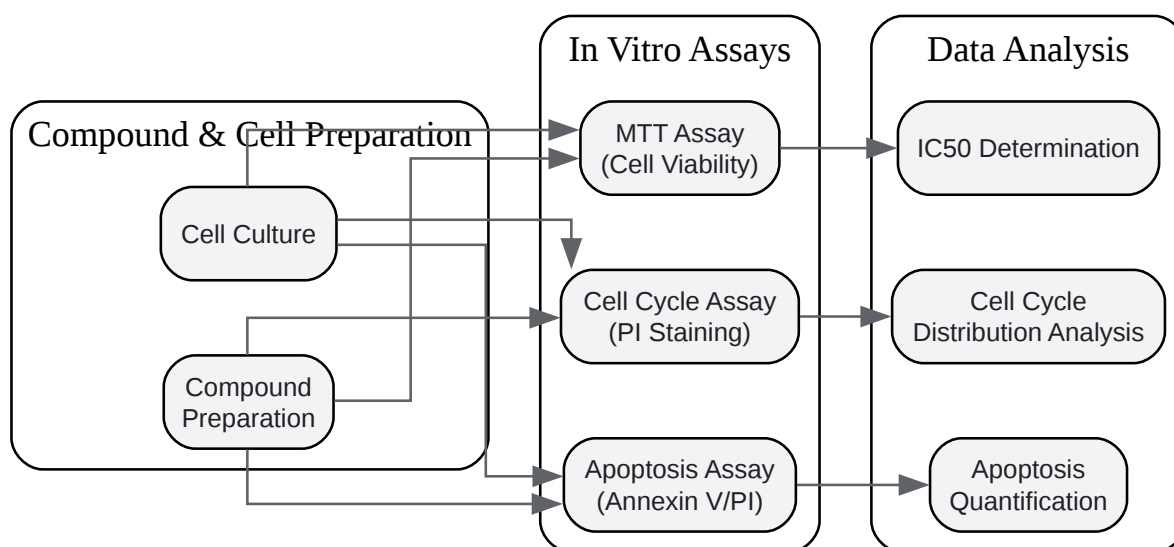 Compound & Cell Preparation
Cell Culture
Compound
Preparation
In Vitro Assays
MTT Assay
(Cell Viability)
Cell Cycle Assay
(PI Staining)
Apoptosis Assay
(Annexin V/PI)
Data Analysis
IC50 Determination
Cell Cycle
Distribution Analysis
Apoptosis
Quantification